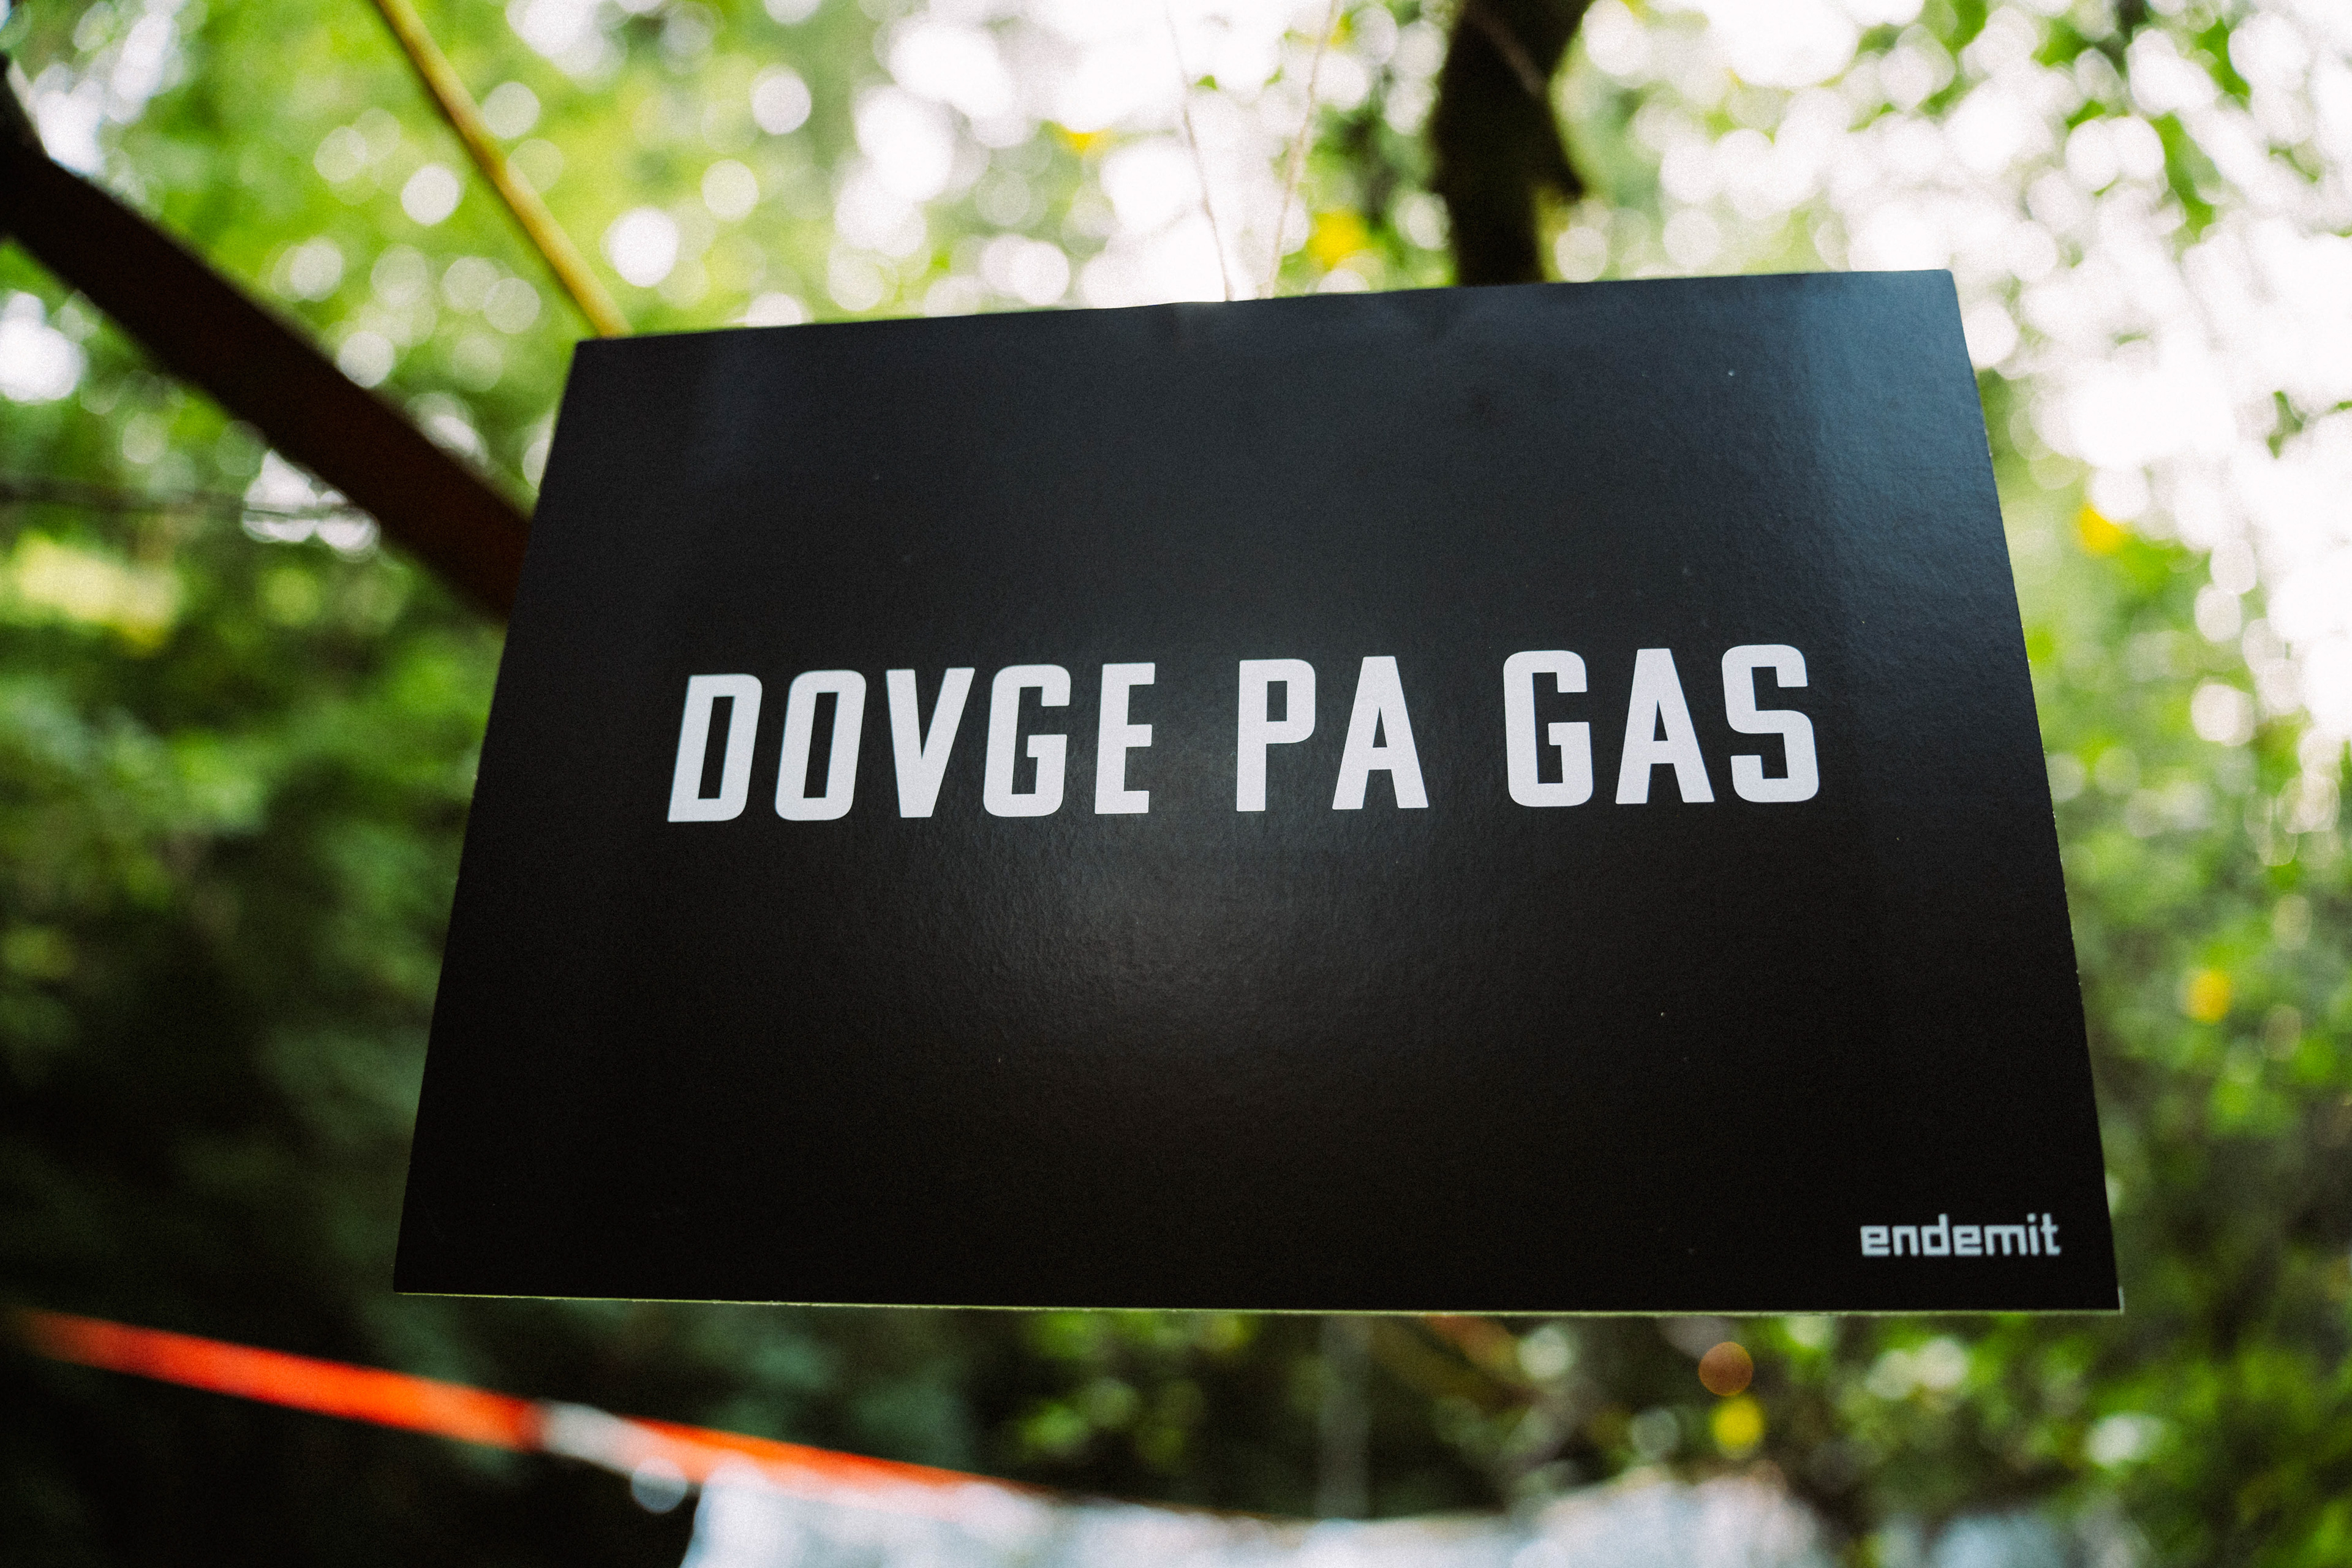 DOVGE PA GAS
endemit